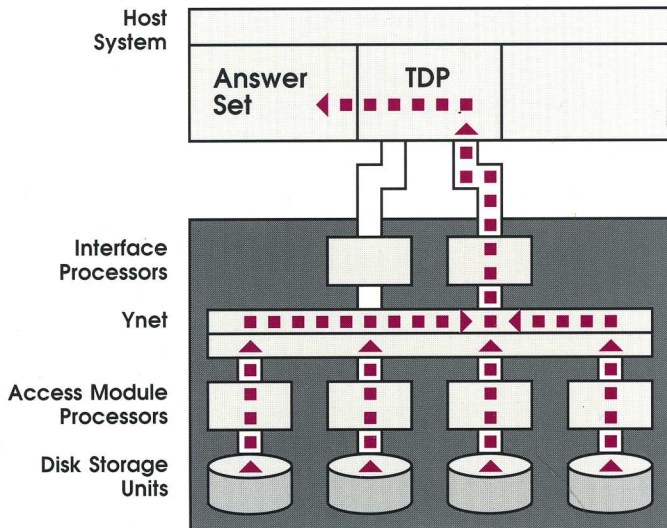 Host
System
Answer
Set
TDP
Interface
Processors
Ynet
Access Module
Processors
Disk Storage
Units